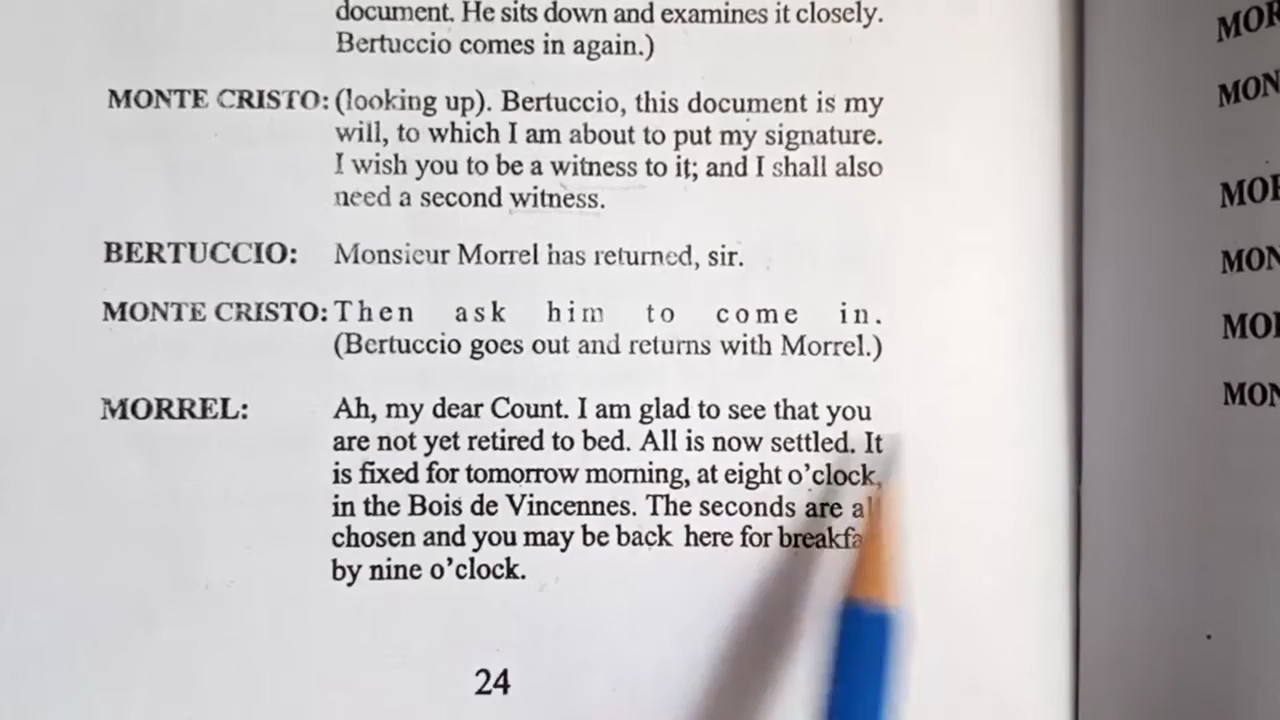 document. He sits down and examines it closely.
Bertuccio comes in again.)
MONTE CRISTO: (looking up). Bertuccio, this document is my
will, to which I am about to put my signature.
I wish you to be a witness to it; and I shall also
need a second witness.
BERTUCCIO: Monsieur Morrel has returned, sir.
MONTE CRISTO: Then ask him to come in.
(Bertuccio goes out and returns with Morrel.)
MORREL: Ah, my dear Count. I am glad to see that you
are not yet retired to bed. All is now settled. It
is fixed for tomorrow morning, at eight o’clock,
in the Bois de Vincennes. The seconds are
chosen and you may be back here for
by nine o’clock.
24